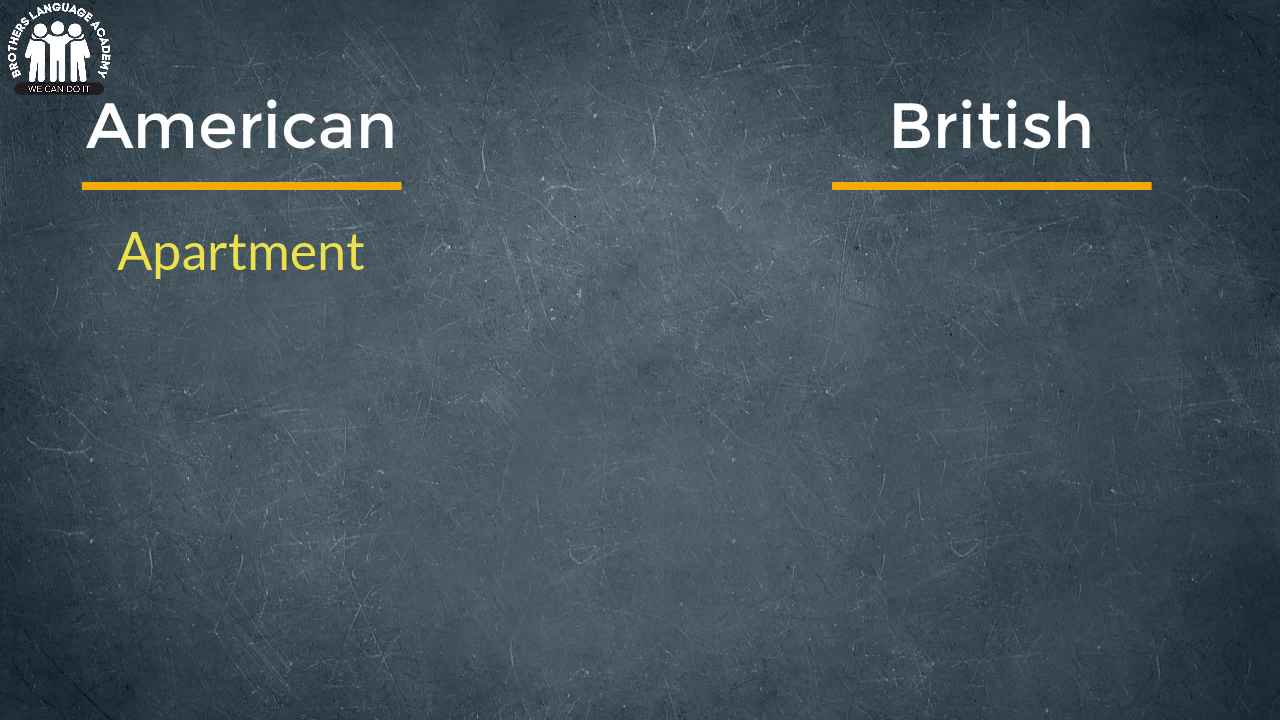 BROTHERS LANGUAGE ACADEMY
WE CAN DO IT
American
British
Apartment